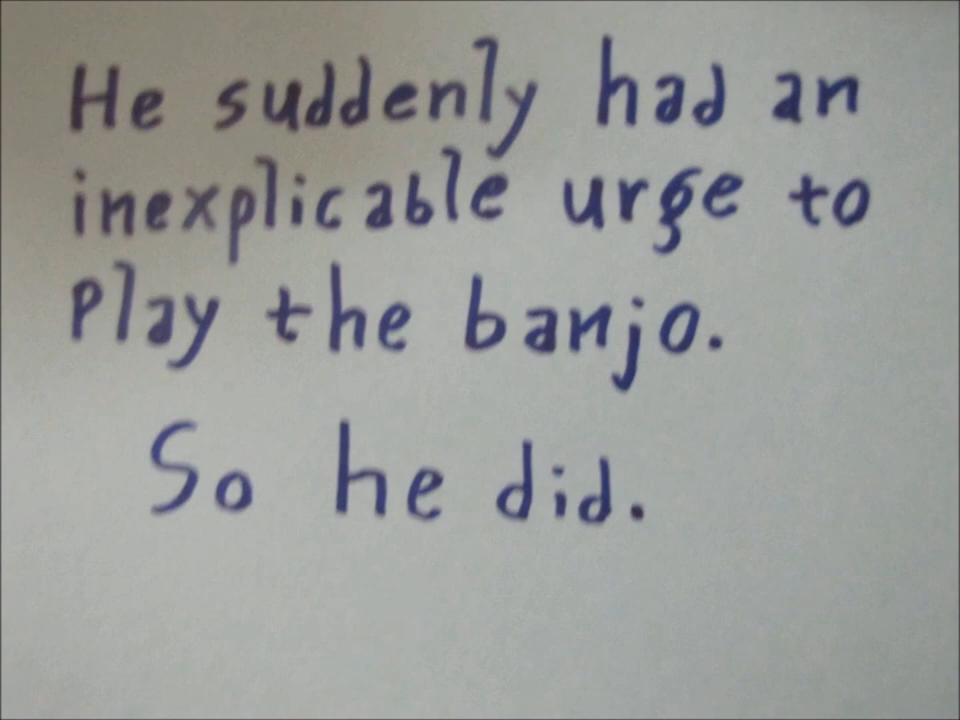 He suddenly had an
inexplicable urge to
Play the banjo.
So he did.